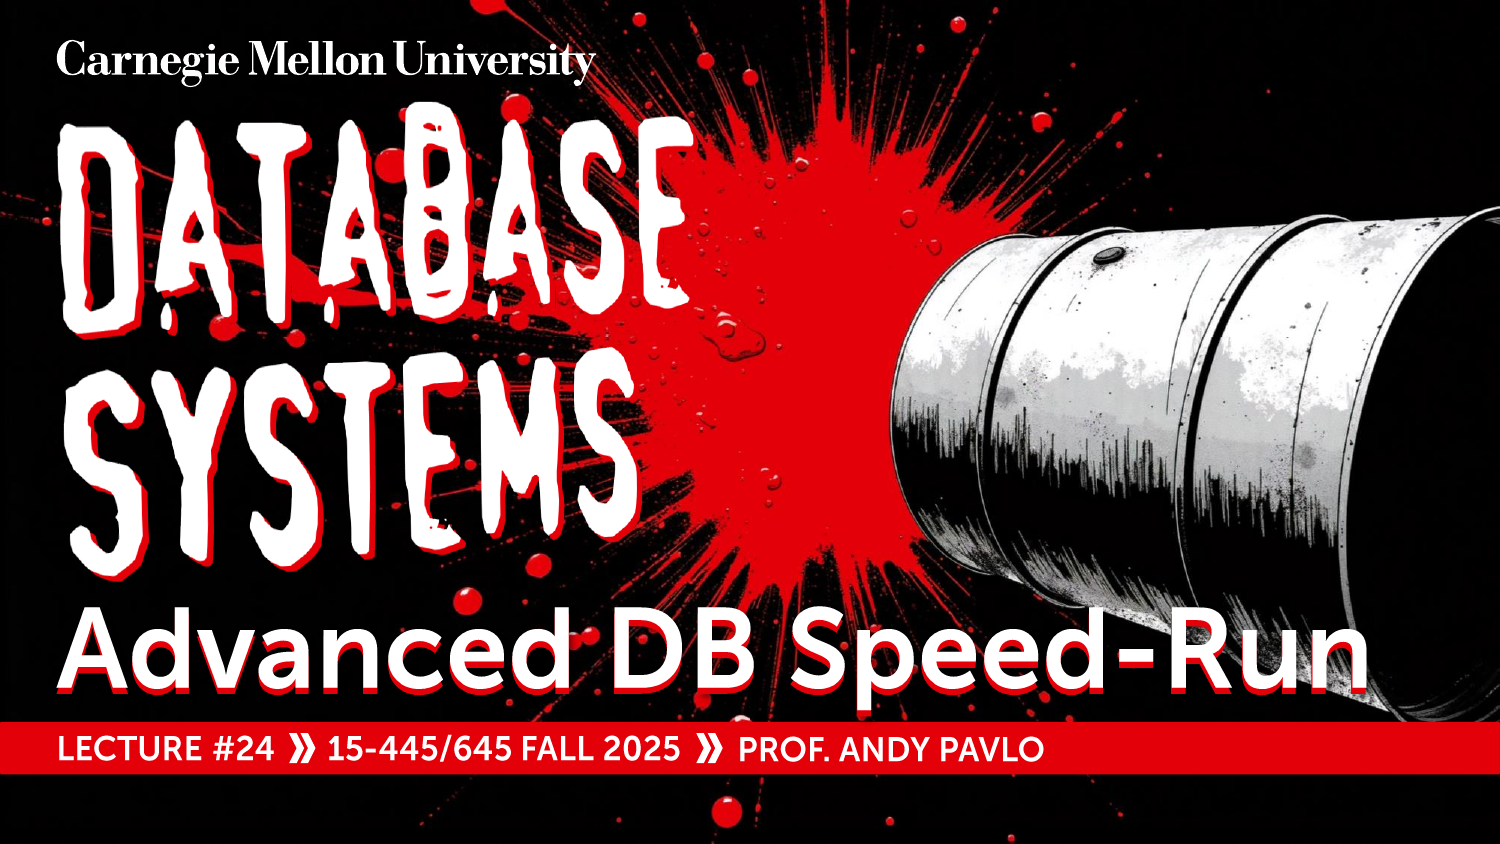 Carnegie Mellon University
DATABASE
SYSTEMS
Advanced DB Speed-Run
LECTURE #24 » 15-445/645 FALL 2025 » PROF. ANDY PAVLO